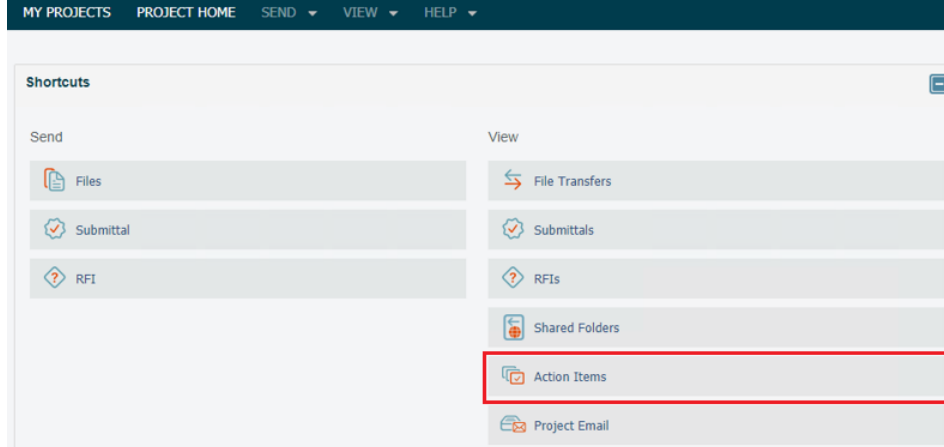 MY PROJECTS PROJECT HOME SEND VIEW HELP
Shortcuts
Send
Files
Submittal
RFI
View
File Transfers
Submittals
RFIs
Shared Folders
Action Items
Project Email